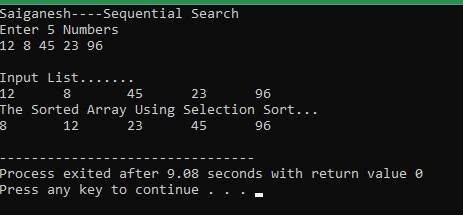 Saiganesh----Sequential Search
Enter 5 Numbers
12 8 45 23 96
Input List.......
12 8 45 23 96
The Sorted Array Using Selection Sort...
8 12 23 45 96
--------------------------------
Process exited after 9.08 seconds with return value 0
Press any key to continue . . .